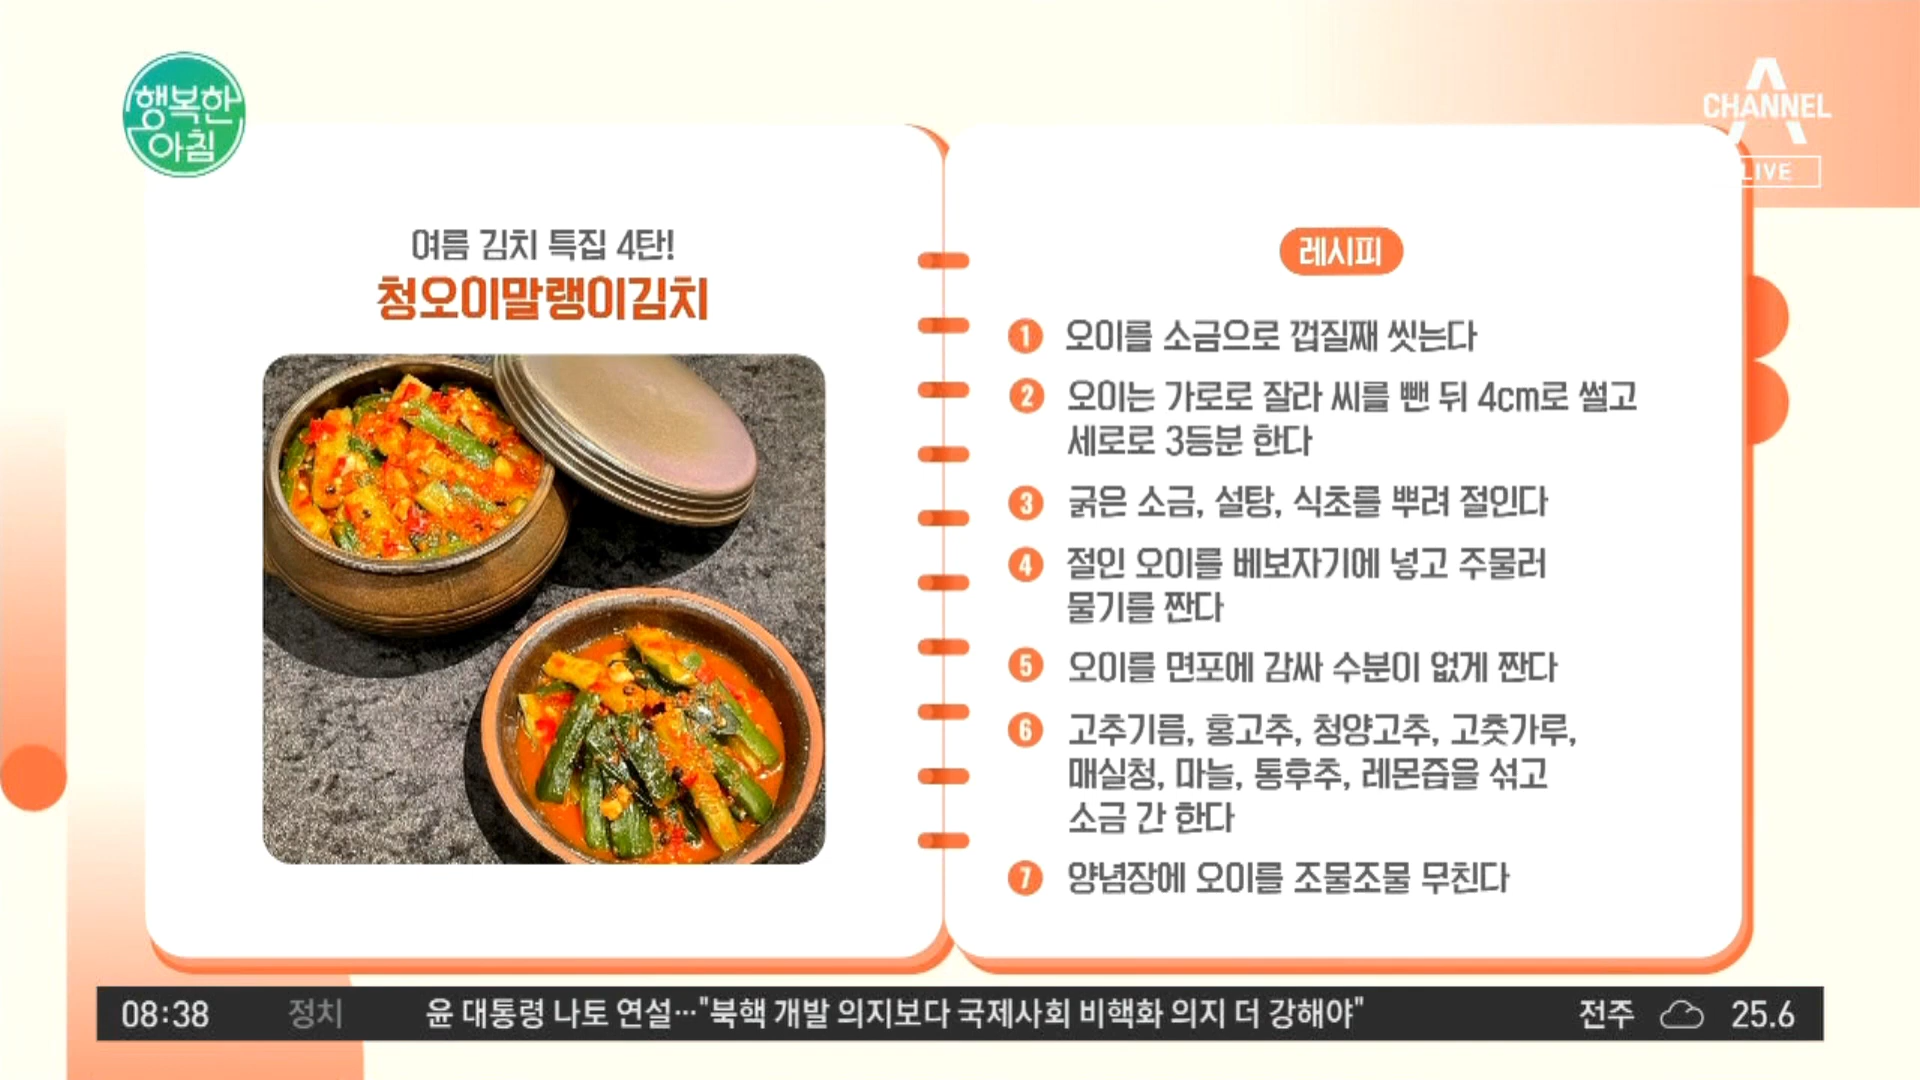 행복한
아침
CHANNEL
LIVE
여름 김치 특집 4탄!
청오이말랭이김치
레시피
1 오이를 소금으로 껍질째 씻는다
2 오이는 가로로 잘라 씨를 뺀 뒤 4cm로 썰고
세로로 3등분 한다
3 굵은 소금, 설탕, 식초를 뿌려 절인다
4 절인 오이를 베보자기에 넣고 주물러
물기를 짠다
5 오이를 면포에 감싸 수분이 없게 짠다
6 고추기름, 홍고추, 청양고추, 고춧가루,
매실청, 마늘, 통후추, 레몬즙을 섞고
소금 간 한다
7 양념장에 오이를 조물조물 무친다
08:38 정치 윤 대통령 나토 연설…"북핵 개발 의지보다 국제사회 비핵화 의지 더 강해야" 전주 25.6